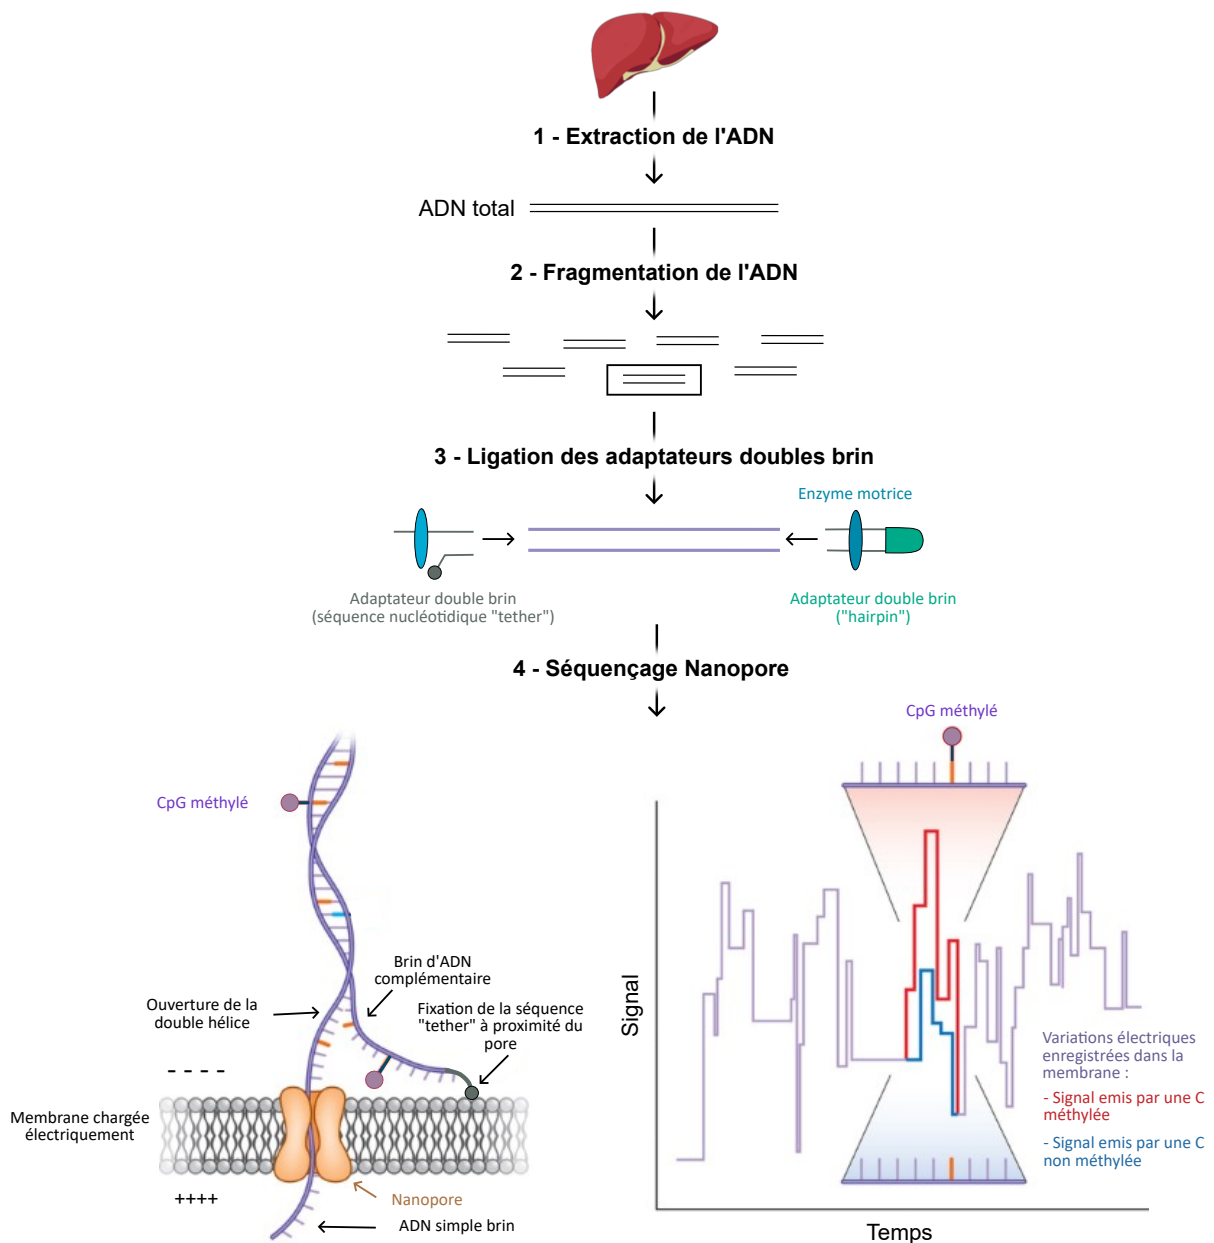 1 - Extraction de l'ADN
ADN total
2 - Fragmentation de l'ADN
3 - Ligation des adaptateurs doubles brin
Enzyme motrice
Adaptateur double brin
(séquence nucléotidique "tether")
Adaptateur double brin
("hairpin")
4 - Séquençage Nanopore
CpG méthylé
Brin d'ADN
complémentaire
Ouverture de la
double hélice
Fixation de la séquence
"tether" à proximité du
pore
- - - -
Membrane chargée
électriquement
++++
Nanopore
ADN simple brin
CpG méthylé
Signal
Variations électriques
enregistrées dans la
membrane :
- Signal emis par une C
méthylée
- Signal emis par une C
non méthylée
Temps